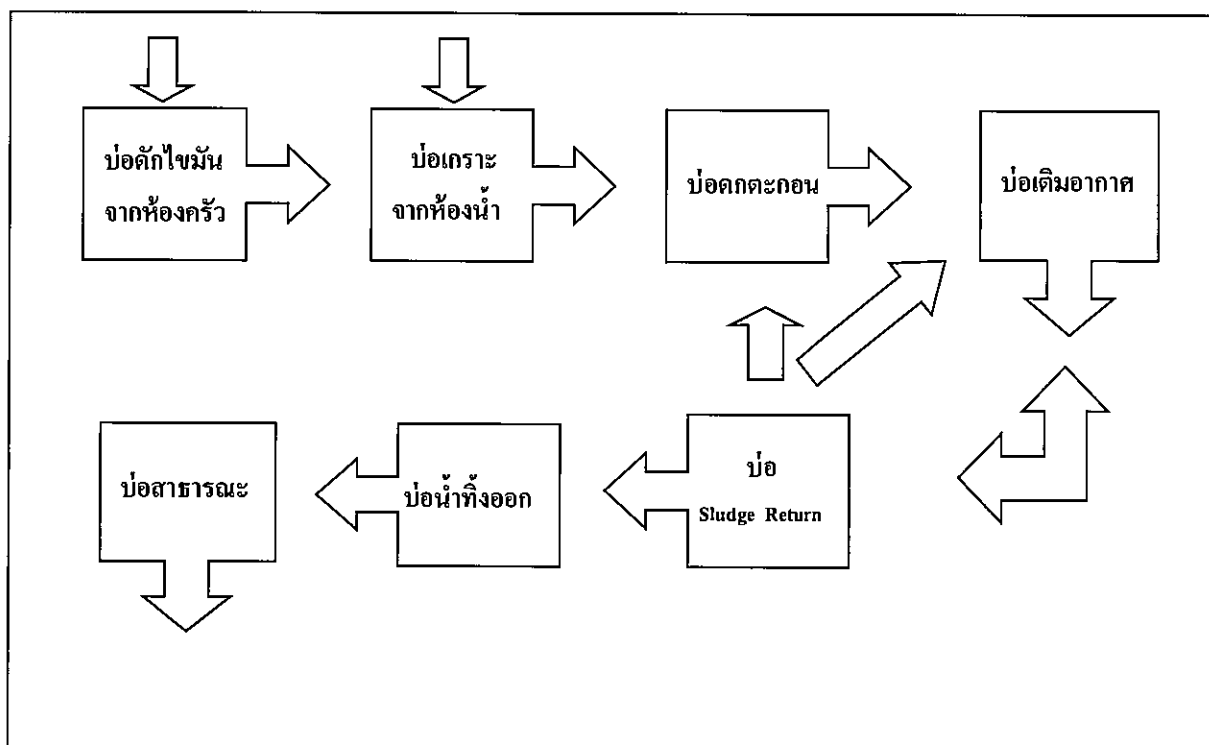 บ่อดักไขมัน
จากห้องครัว
บ่อเกราะ
จากห้องน้ำ
บ่อดกตะกอน
บ่อเติมอากาศ
บ่อสาธารณะ
บ่อน้ำทิ้งออก
บ่อ
Sludge Return